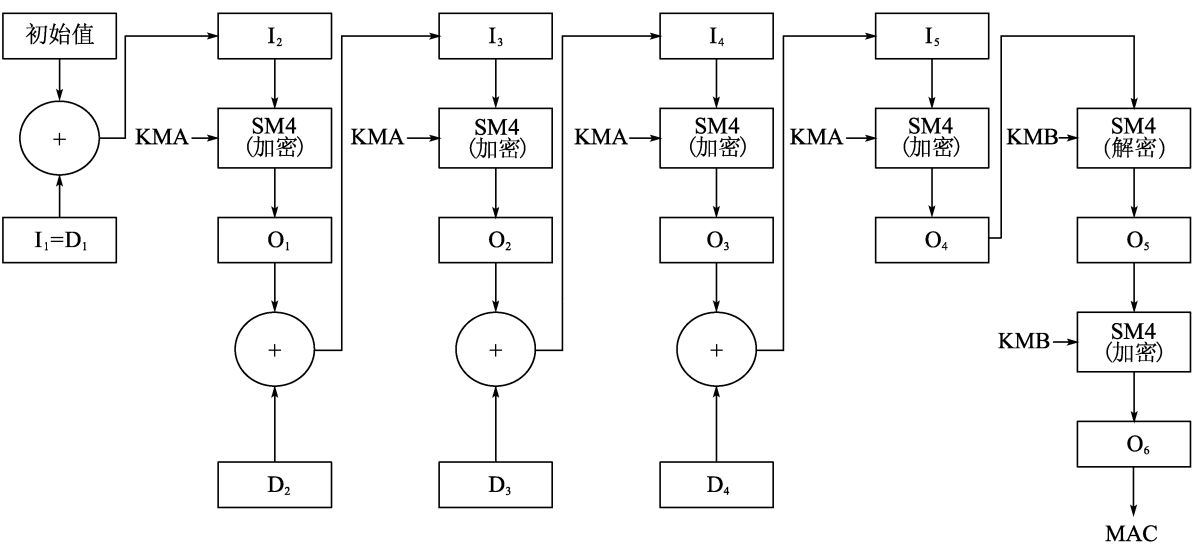 初始值
I₂
I₃
I₄
I₅
+
KMA
SM4
(加密)
KMA
SM4
(加密)
KMA
SM4
(加密)
KMA
SM4
(加密)
KMB
SM4
(解密)
I₁=D₁
O₁
O₂
O₃
O₄
O₅
+
+
+
KMB
SM4
(加密)
O₆
D₂
D₃
D₄
MAC